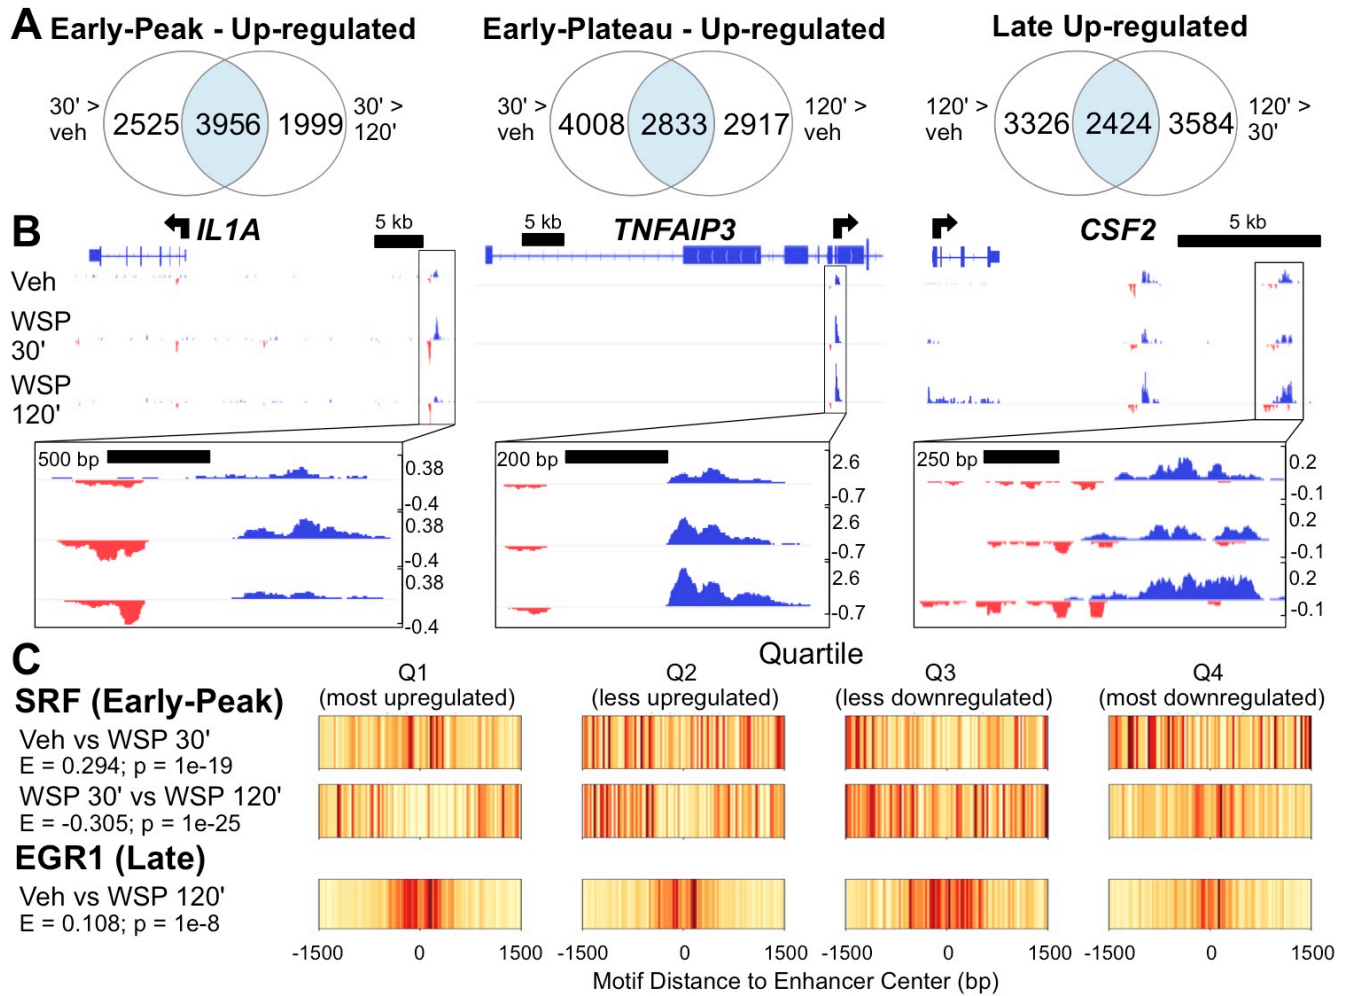 A Early-Peak - Up-regulated
Early-Plateau - Up-regulated
Late Up-regulated
30' >
veh
2525
3956
1999
30' >
120'
30' >
veh
4008
2833
2917
120' >
veh
120' >
veh
3326
2424
3584
120' >
30'
B
IL1A
5 kb
5 kb
TNFAIP3
CSF2
5 kb
Veh
WSP
30'
WSP
120'
500 bp
0.38
-0.4
0.38
-0.4
0.38
-0.4
200 bp
2.6
-0.7
2.6
-0.7
2.6
-0.7
250 bp
0.2
-0.1
0.2
-0.1
0.2
-0.1
C
Quartile
Q1
(most upregulated)
Q2
(less upregulated)
Q3
(less downregulated)
Q4
(most downregulated)
SRF (Early-Peak)
Veh vs WSP 30'
E = 0.294; p = 1e-19
WSP 30' vs WSP 120'
E = -0.305; p = 1e-25
EGR1 (Late)
Veh vs WSP 120'
E = 0.108; p = 1e-8
-1500 0 1500
-1500 0 1500
-1500 0 1500
-1500 0 1500
Motif Distance to Enhancer Center (bp)